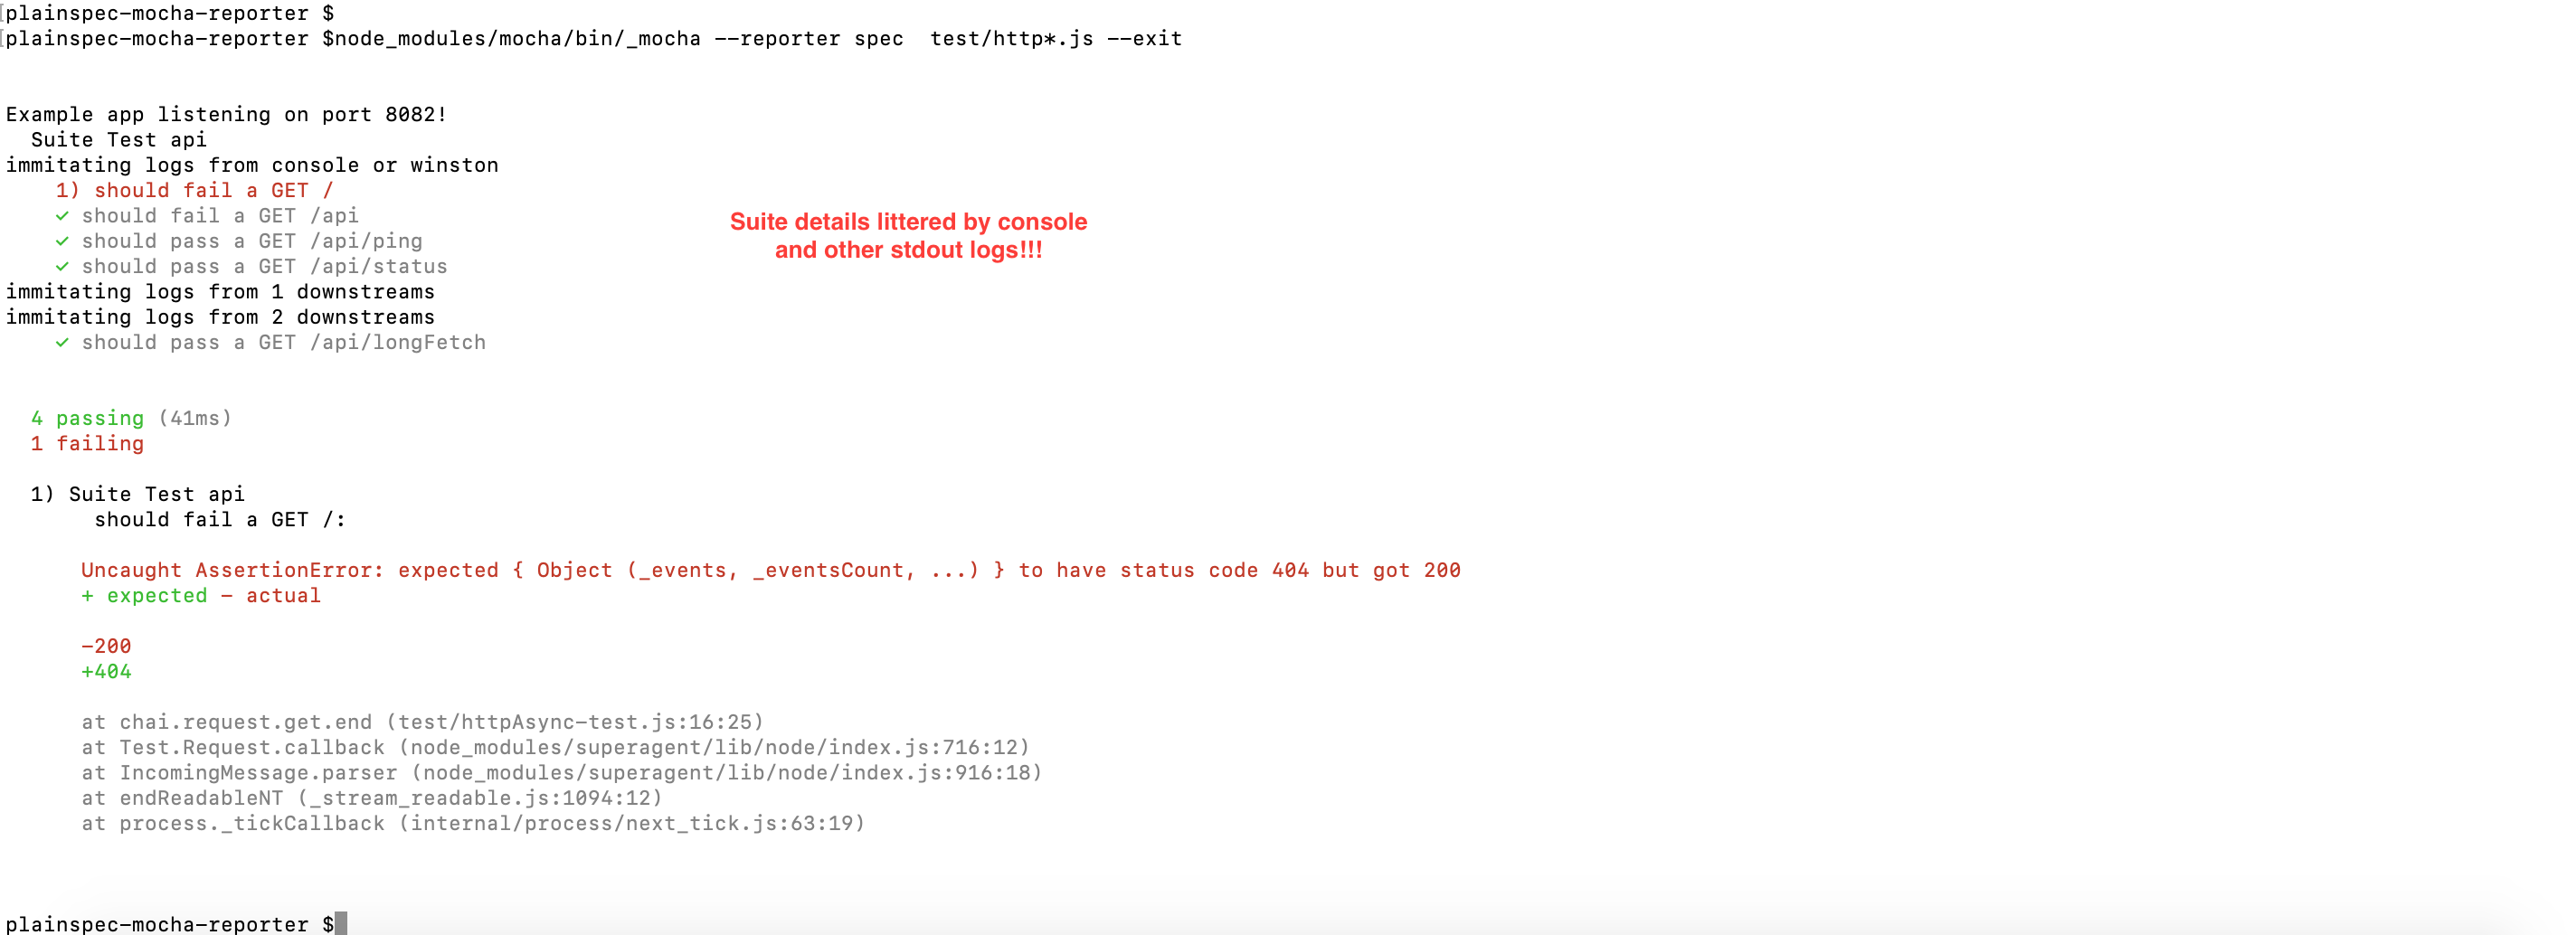 plainspec-mocha-reporter $
plainspec-mocha-reporter $node_modules/mocha/bin/_mocha --reporter spec  test/http*.js --exit
Example app listening on port 8082!
  Suite Test api
immitating logs from console or winston
    1) should fail a GET /
    ✓ should fail a GET /api
    ✓ should pass a GET /api/ping
    ✓ should pass a GET /api/status
immitating logs from 1 downstreams
immitating logs from 2 downstreams
    ✓ should pass a GET /api/longFetch
Suite details littered by console
and other stdout logs!!!
  4 passing (41ms)
  1 failing
  1) Suite Test api
       should fail a GET /:
      Uncaught AssertionError: expected { Object (_events, _eventsCount, ...) } to have status code 404 but got 200
      + expected - actual
      -200
      +404
      at chai.request.get.end (test/httpAsync-test.js:16:25)
      at Test.Request.callback (node_modules/superagent/lib/node/index.js:716:12)
      at IncomingMessage.parser (node_modules/superagent/lib/node/index.js:916:18)
      at endReadableNT (_stream_readable.js:1094:12)
      at process._tickCallback (internal/process/next_tick.js:63:19)
plainspec-mocha-reporter $